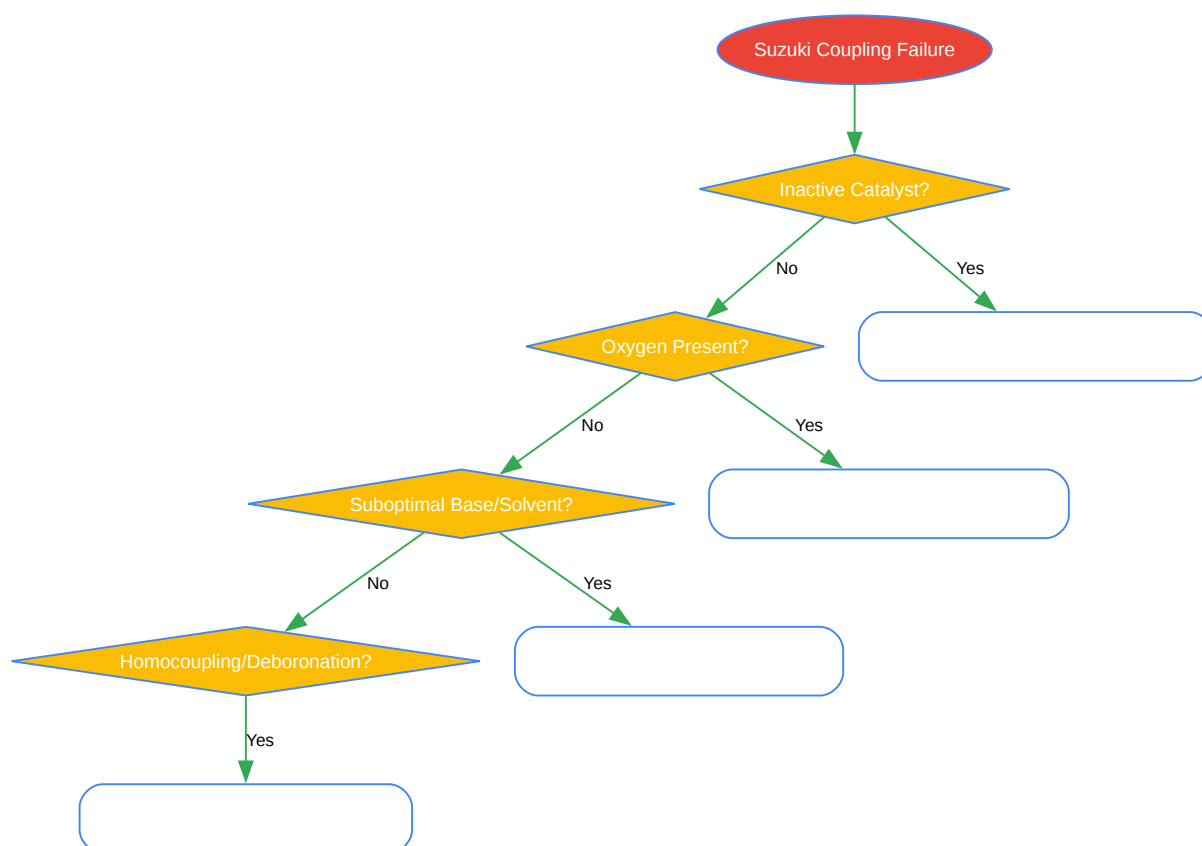 Suzuki Coupling Failure
Inactive Catalyst?
No
Yes
Oxygen Present?
No
Yes
Suboptimal Base/Solvent?
No
Yes
Homocoupling/Deboronation?
Yes